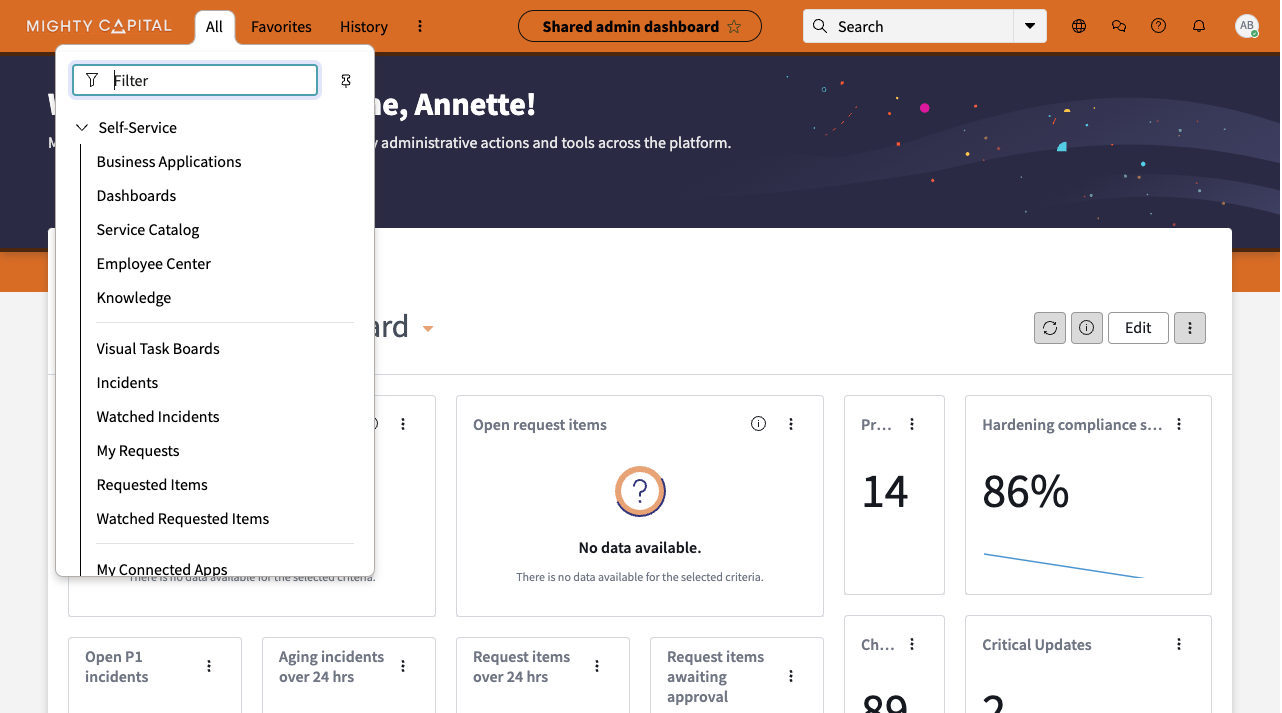 MIGHTY CAPITAL
All
Favorites
History
Shared admin dashboard
Search
AB
Filter
Self-Service
Business Applications
Dashboards
Service Catalog
Employee Center
Knowledge
Visual Task Boards
Incidents
Watched Incidents
My Requests
Requested Items
Watched Requested Items
My Connected Apps
me, Annette!
administrative actions and tools across the platform.
ard
Edit
There is no data available for the selected criteria.
Open request items
?
No data available.
There is no data available for the selected criteria.
Pr...
14
Hardening compliance s...
86%
Open P1
incidents
Aging incidents
over 24 hrs
Request items
over 24 hrs
Request items
awaiting
approval
Ch...
89
Critical Updates
2